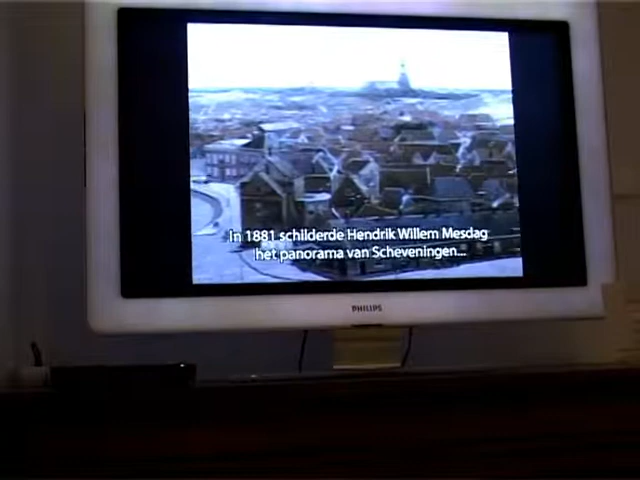 In 1881 schilderde Hendrik Willem Mesdag
het panorama van Scheveningen...
PHILIPS